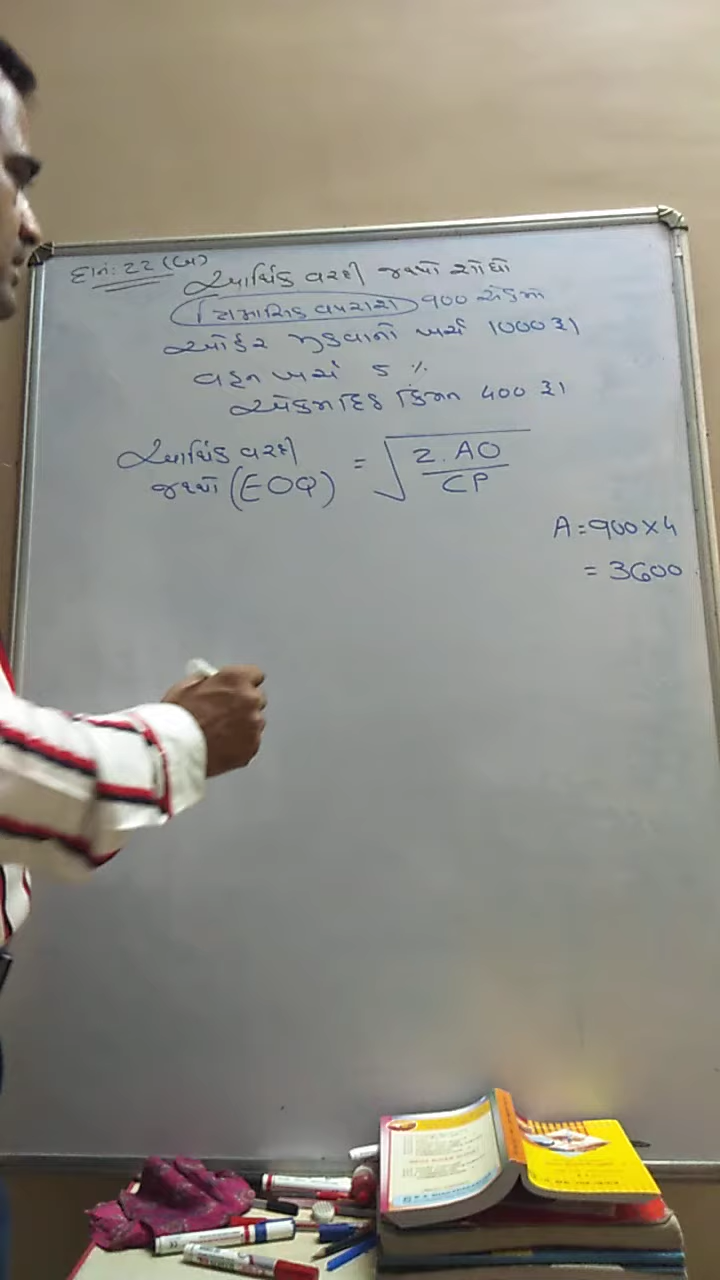 દા.નં: 22 (બ)
આર્થિક વરદી જથ્થો શોધો
ત્રિમાસિક વપરાશ 900 એકમો
ઓર્ડર મુકવાનો ખર્ચ 1000 રૂ।
વહન ખર્ચ 5 %
એકમદિઠ કિંમત 400 રૂ।
આર્થિક વરદી જથ્થો (EOQ) = √(2.AO / CP)
A = 900 × 4
= 3600